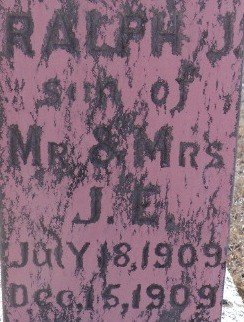 RALPH J.
son of
MR. & MRS
J. E.
July 18, 1909.
Dec. 15, 1909.